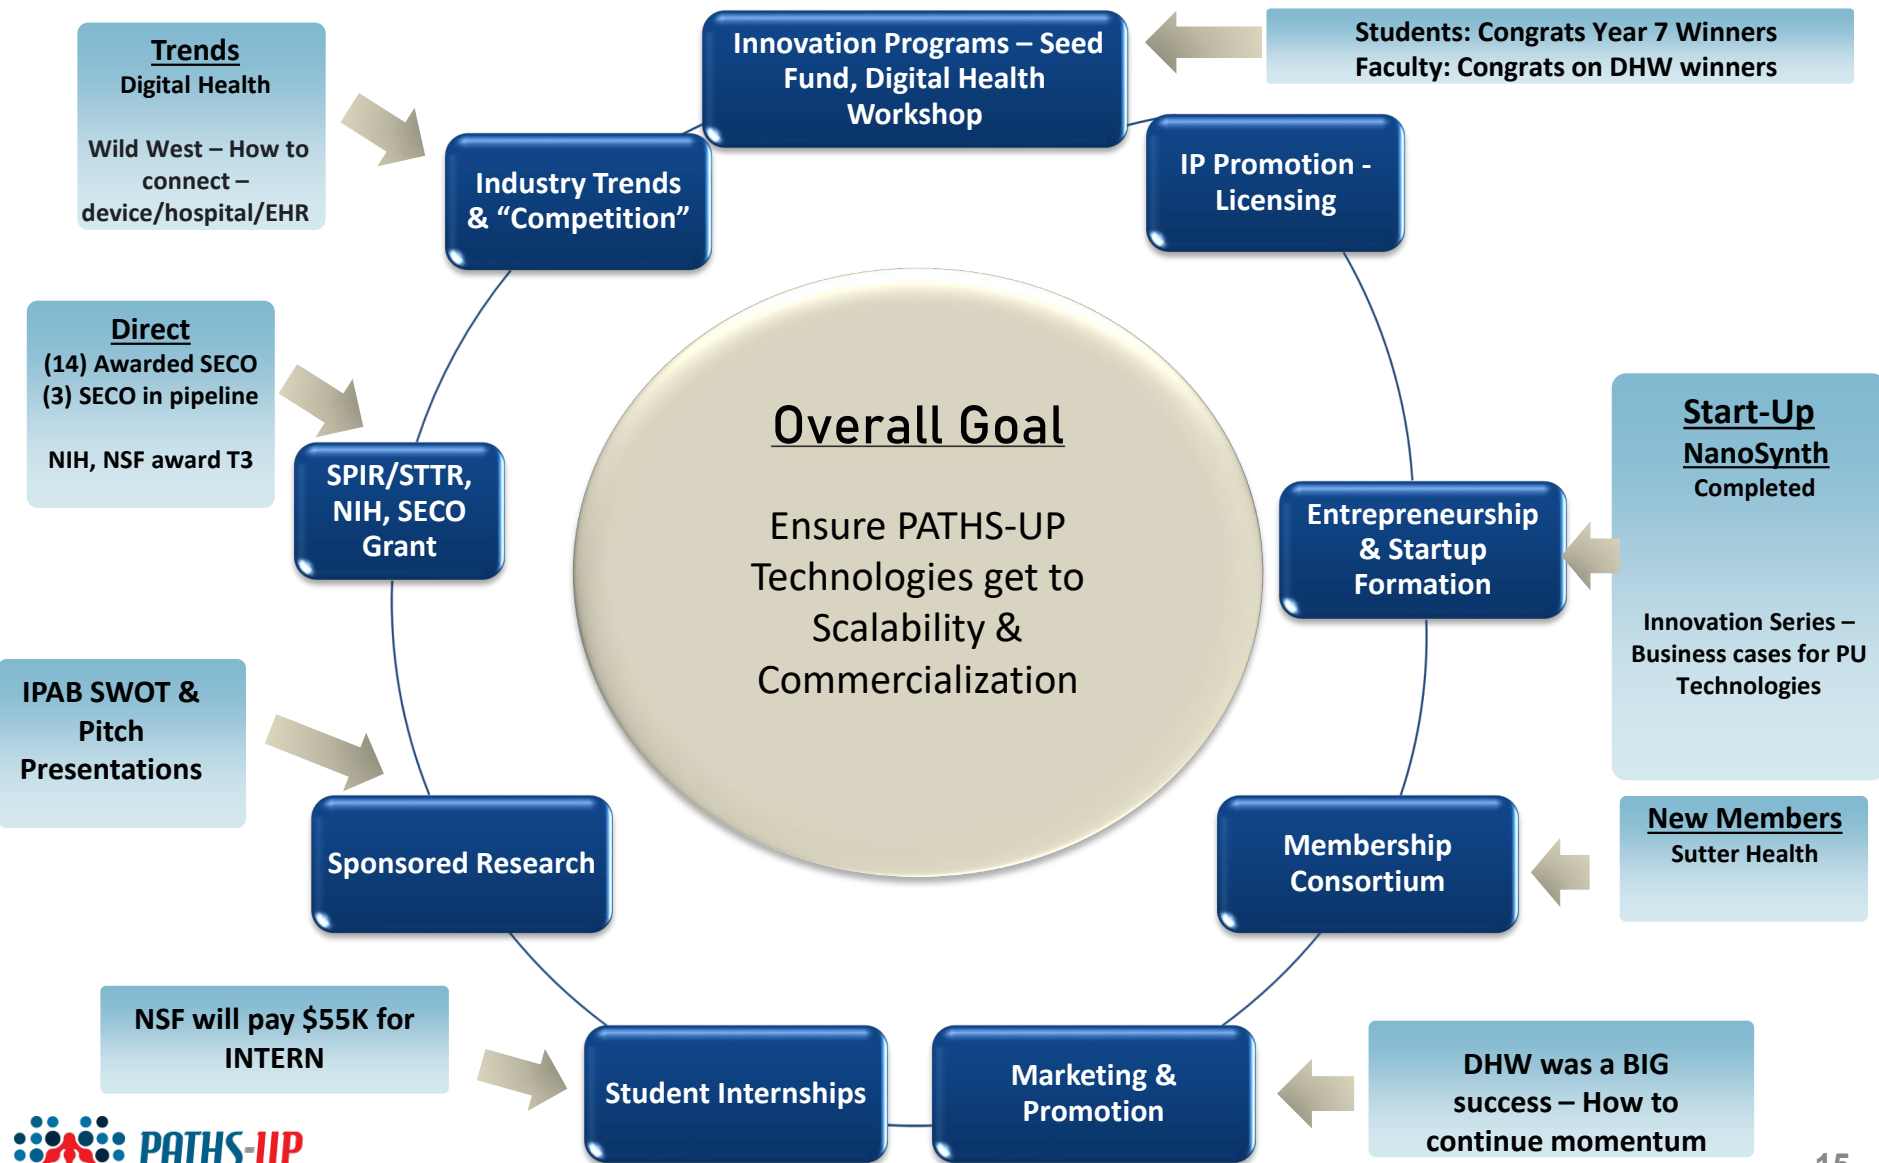 Trends
Digital Health
Wild West – How to
connect –
device/hospital/EHR
Innovation Programs – Seed
Fund, Digital Health
Workshop
Students: Congrats Year 7 Winners
Faculty: Congrats on DHW winners
Industry Trends
& “Competition”
IP Promotion -
Licensing
Direct
(14) Awarded SECO
(3) SECO in pipeline
NIH, NSF award T3
SPIR/STTR,
NIH, SECO
Grant
Overall Goal
Ensure PATHS-UP
Technologies get to
Scalability &
Commercialization
Entrepreneurship
& Startup
Formation
Start-Up
NanoSynth
Completed
Innovation Series –
Business cases for PU
Technologies
IPAB SWOT &
Pitch
Presentations
Sponsored Research
Membership
Consortium
New Members
Sutter Health
NSF will pay $55K for
INTERN
Student Internships
Marketing &
Promotion
DHW was a BIG
success – How to
continue momentum
PATHS-UP
15